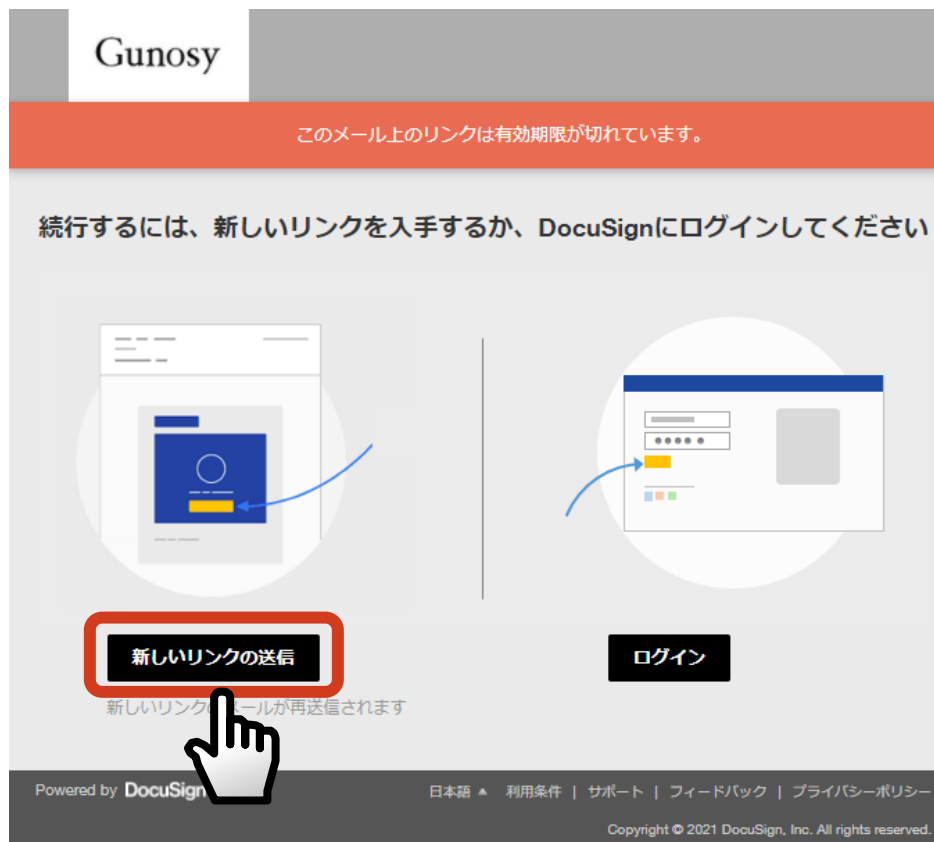 Gunosy
このメール上のリンクは有効期限が切れています。
続行するには、新しいリンクを入手するか、DocuSignにログインしてください
新しいリンクの送信
ログイン
新しいリンク メールが再送信されます
Powered by DocuSign
日本語 ▲ 利用条件 | サポート | フィードバック | プライバシーポリシー
Copyright © 2021 DocuSign, Inc. All rights reserved.